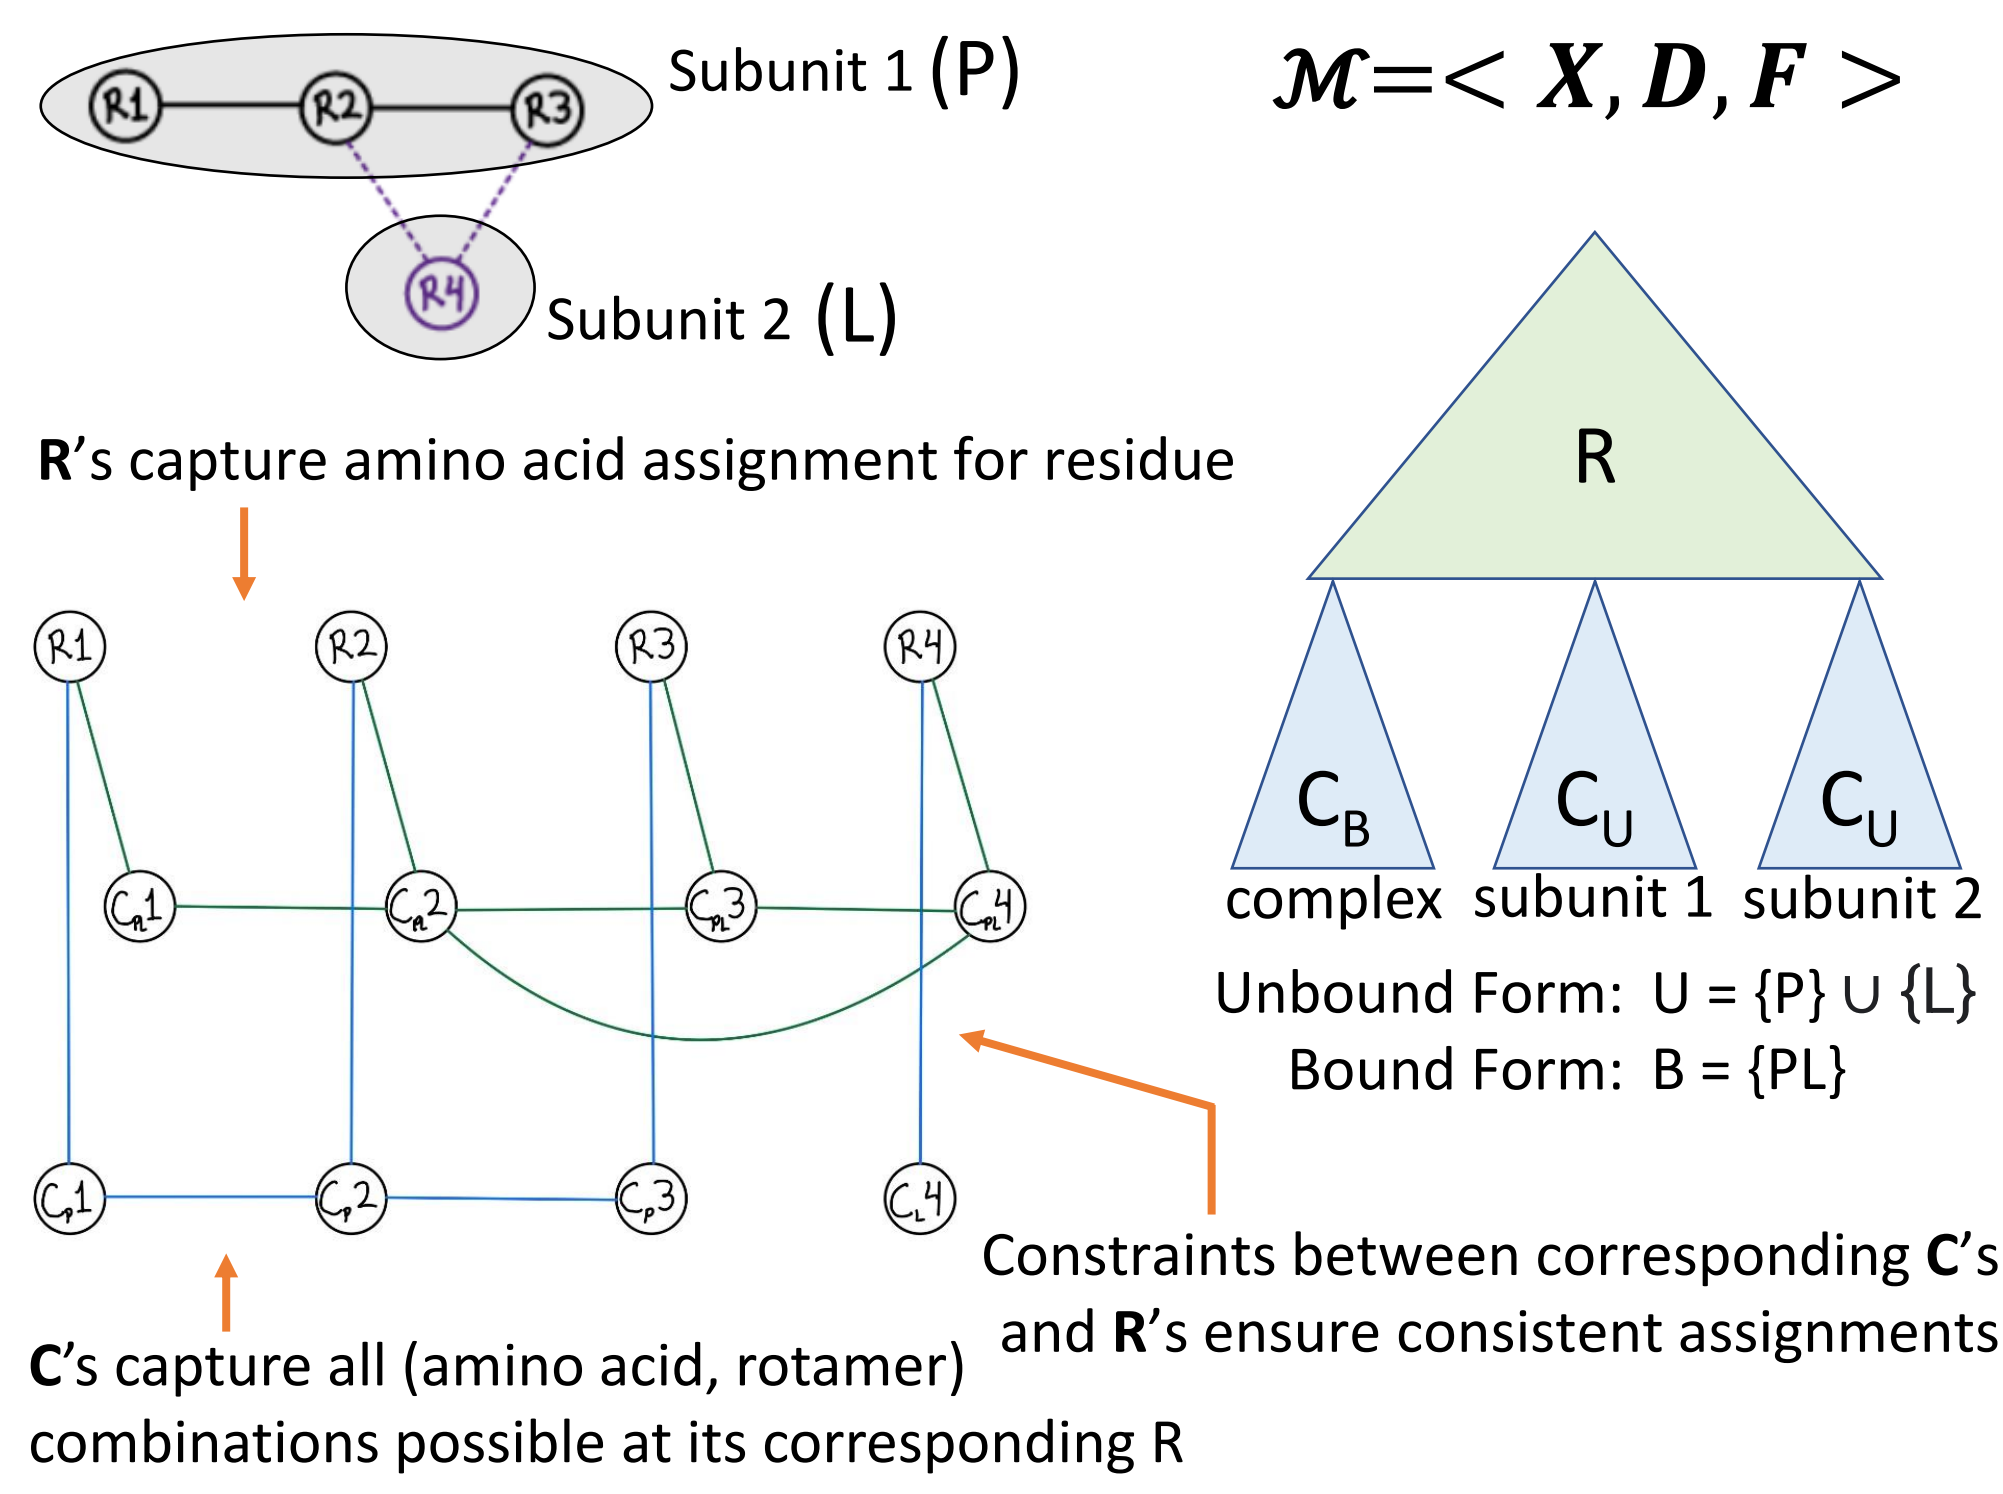 R1 R2 R3 Subunit 1 (P)
ℳ=< X, D, F >
R4 Subunit 2 (L)
R's capture amino acid assignment for residue
R
R1 R2 R3 R4
C_PL1 C_PL2 C_PL3 C_PL4
C_B C_U C_U
complex subunit 1 subunit 2
Unbound Form: U = {P} ∪ {L}
Bound Form: B = {PL}
C_P1 C_P2 C_P3 C_L4
Constraints between corresponding C's
and R's ensure consistent assignments
C's capture all (amino acid, rotamer)
combinations possible at its corresponding R